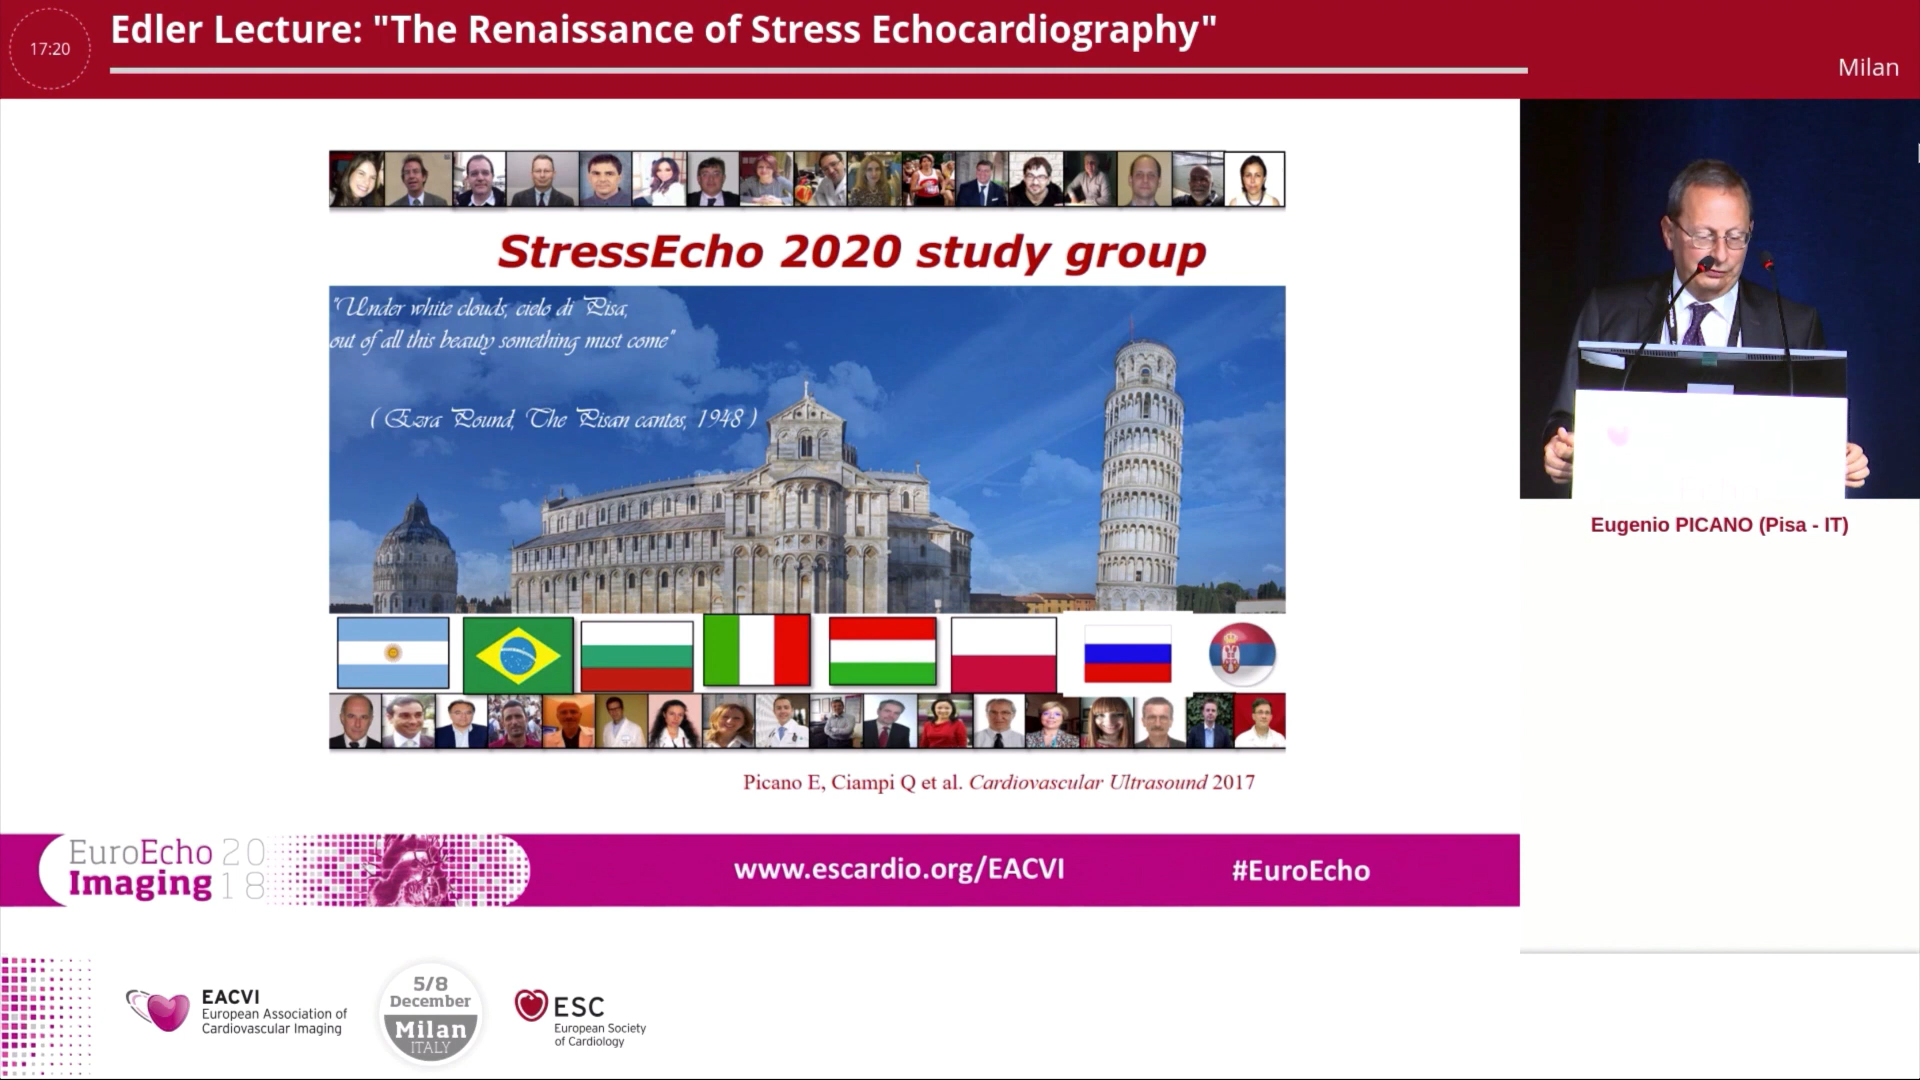 17:20
Edler Lecture: "The Renaissance of Stress Echocardiography"
Milan
StressEcho 2020 study group
"Under white clouds, cielo di Pisa,
out of all this beauty something must come"
( Ezra Pound, The Pisan cantos, 1948 )
Eugenio PICANO (Pisa - IT)
Picano E, Ciampi Q et al. Cardiovascular Ultrasound 2017
EuroEcho 20
Imaging 18
www.escardio.org/EACVI
#EuroEcho
EACVI
European Association of
Cardiovascular Imaging
5/8
December
Milan
ITALY
ESC
European Society
of Cardiology